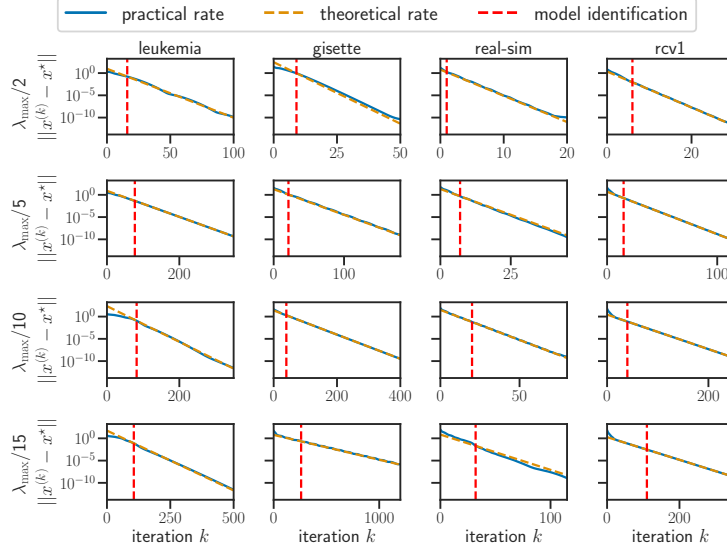 practical rate theoretical rate model identification
leukemia gisette real-sim rcv1
λmax/2
||x^(k) − x*||
10^0
10^−5
10^−10
0 50 100 0 25 50 0 10 20 0 20
λmax/5
||x^(k) − x*||
10^0
10^−5
10^−10
0 200 0 100 0 25 0 100
λmax/10
||x^(k) − x*||
10^0
10^−5
10^−10
0 200 0 200 400 0 50 0 200
λmax/15
||x^(k) − x*||
10^0
10^−5
10^−10
0 250 500 0 1000 0 100 0 200
iteration k iteration k iteration k iteration k